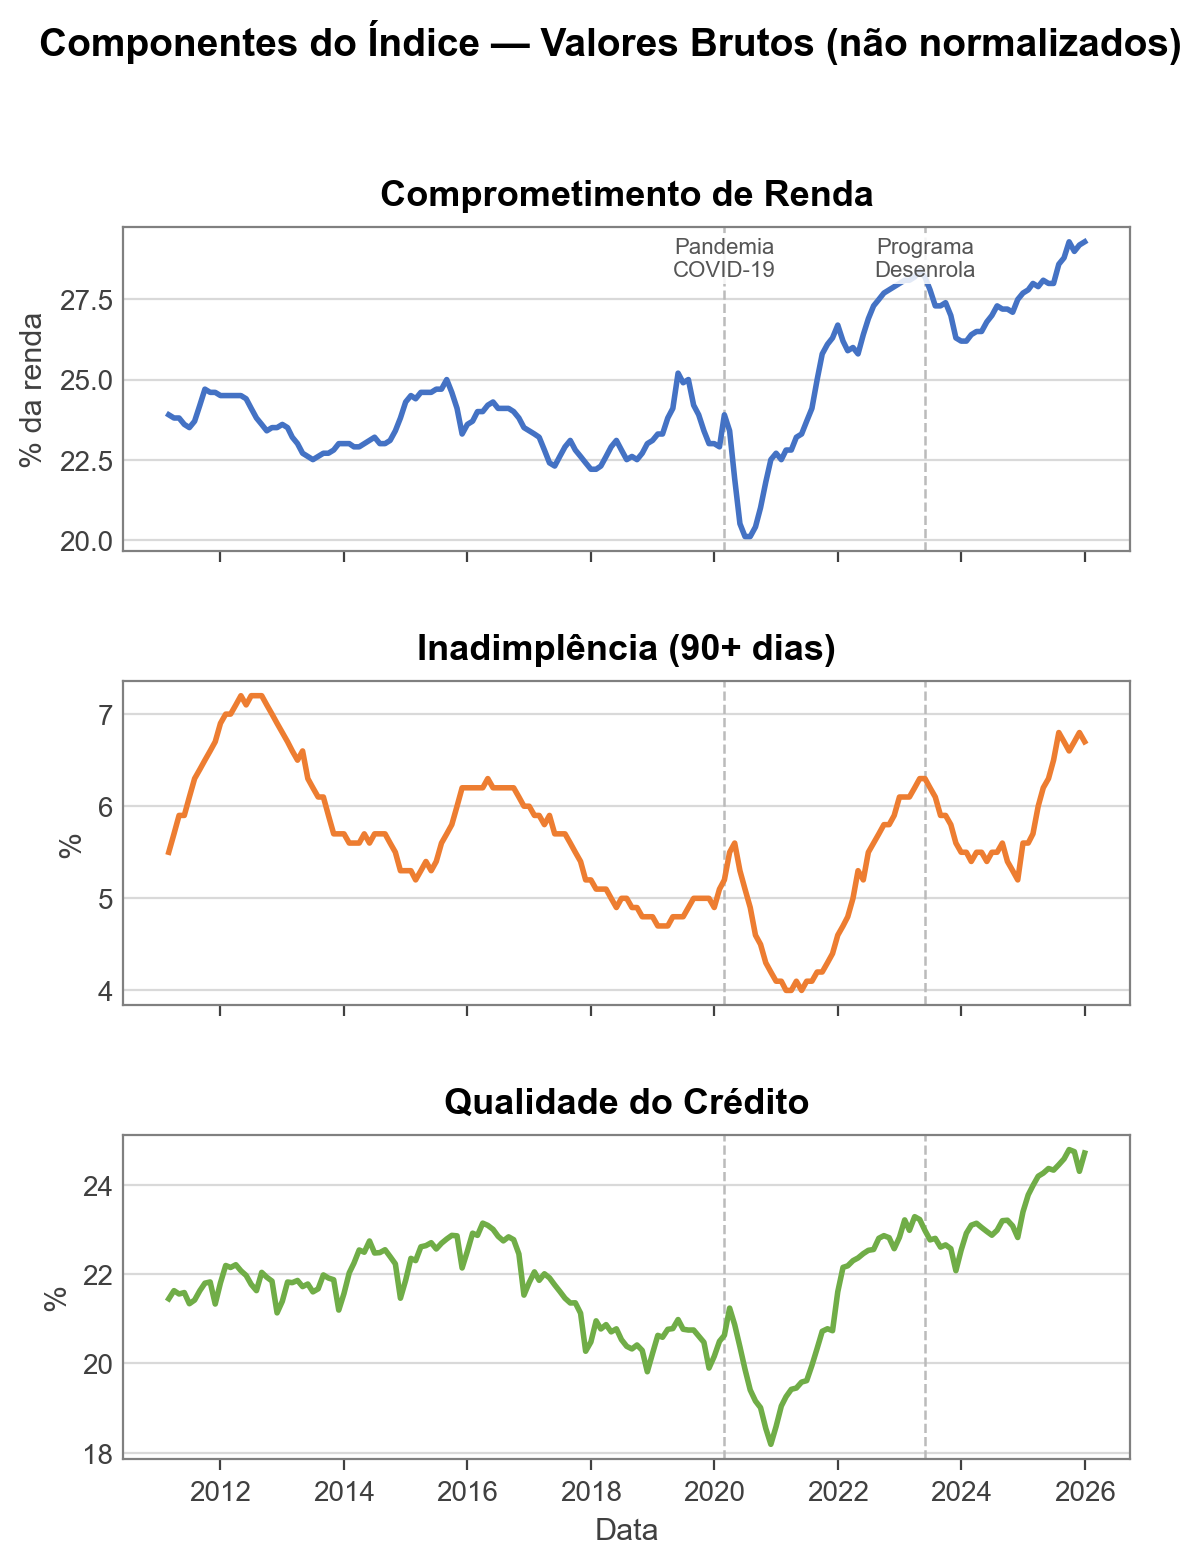 Componentes do Índice — Valores Brutos (não normalizados)
Comprometimento de Renda
Pandemia
COVID-19
Programa
Desenrola
% da renda
27.5
25.0
22.5
20.0
Inadimplência (90+ dias)
%
7
6
5
4
Qualidade do Crédito
%
24
22
20
18
2012 2014 2016 2018 2020 2022 2024 2026
Data